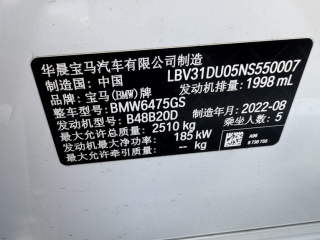 华晨宝马汽车有限公司制造
制造国：中国 LBV31DU05NS550007
品牌：宝马(BMW)牌 发动机排量：1998 mL
整车型号：BMW6475GS
发动机型号：B48B20D
最大允许总质量：2510 kg 制造年月：2022-08
最大净功率：185 kW 乘坐人数：5
最大允许牵引质量：-- kg